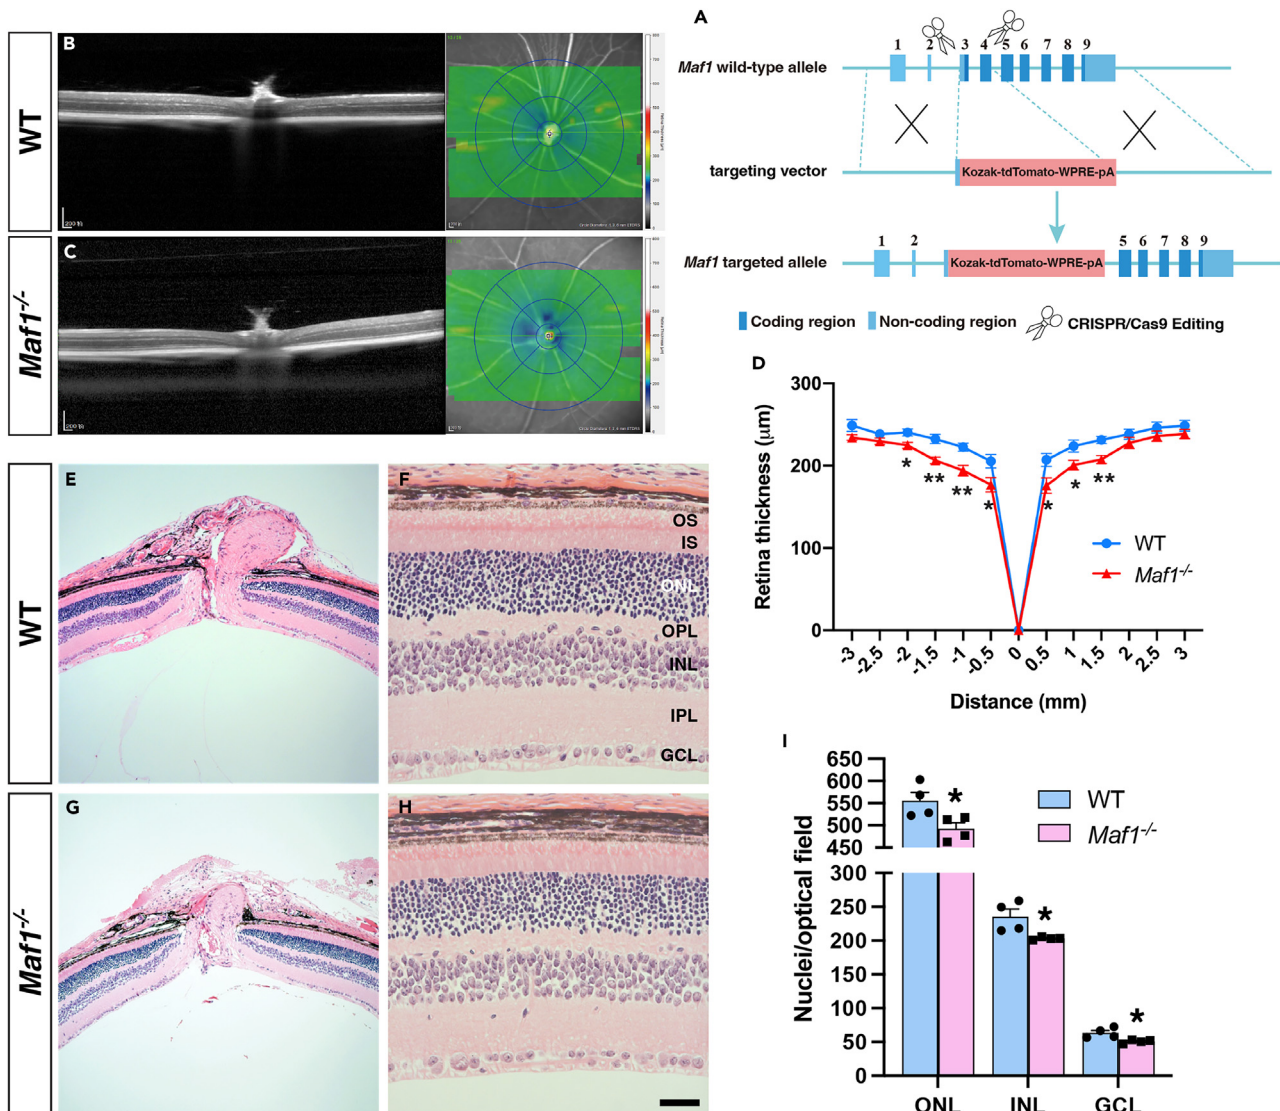 A
1 2 3 4 5 6 7 8 9
Maf1 wild-type allele
targeting vector
Kozak-tdTomato-WPRE-pA
1 2 5 6 7 8 9
Maf1 targeted allele
Kozak-tdTomato-WPRE-pA
Coding region
Non-coding region
CRISPR/Cas9 Editing
WT
B
Maf1-/-
C
D
Retina thickness (μm)
300
200
100
0
* ** ** * * * **
WT
Maf1-/-
-3 -2.5 -2 -1.5 -1 -0.5 0 0.5 1 1.5 2 2.5 3
Distance (mm)
WT
E
F
OS
IS
ONL
OPL
INL
IPL
GCL
Maf1-/-
G
H
I
Nuclei/optical field
650
600
550
500
450
300
250
200
150
100
50
0
* * *
WT
Maf1-/-
ONL INL GCL